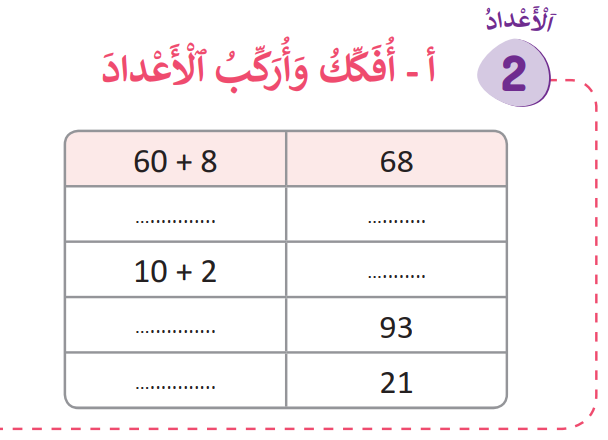 ٱلْأَعْدادُ
2
أ - أُفَكِّكُ وَأُرَكِّبُ ٱلْأَعْدادَ
68 60 + 8
........... ...............
........... 10 + 2
93 ...............
21 ...............